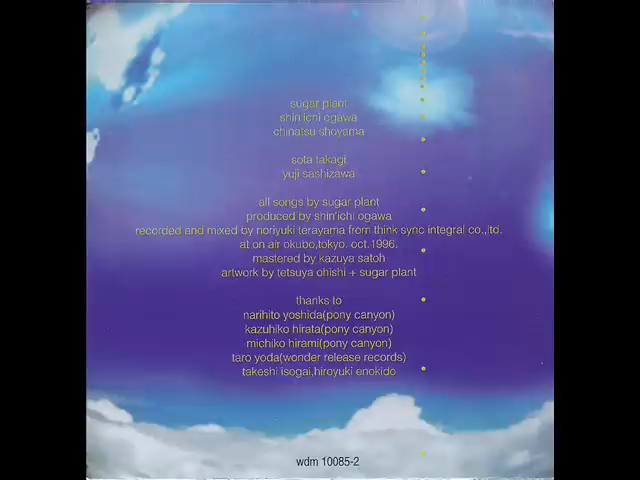 sugar plant
shin'ichi ogawa
chinatsu shoyama
sota takagi
yuji sashizawa
all songs by sugar plant
produced by shin'ichi ogawa
recorded and mixed by noriyuki terayama from think sync integral co.,ltd.
at on air okubo,tokyo. oct.1996.
mastered by kazuya satoh
artwork by tetsuya ohishi + sugar plant
thanks to
narihito yoshida(pony canyon)
kazuhiko hirata(pony canyon)
michiko hirami(pony canyon)
taro yoda(wonder release records)
takeshi isogai,hiroyuki enokido
wdm 10085-2